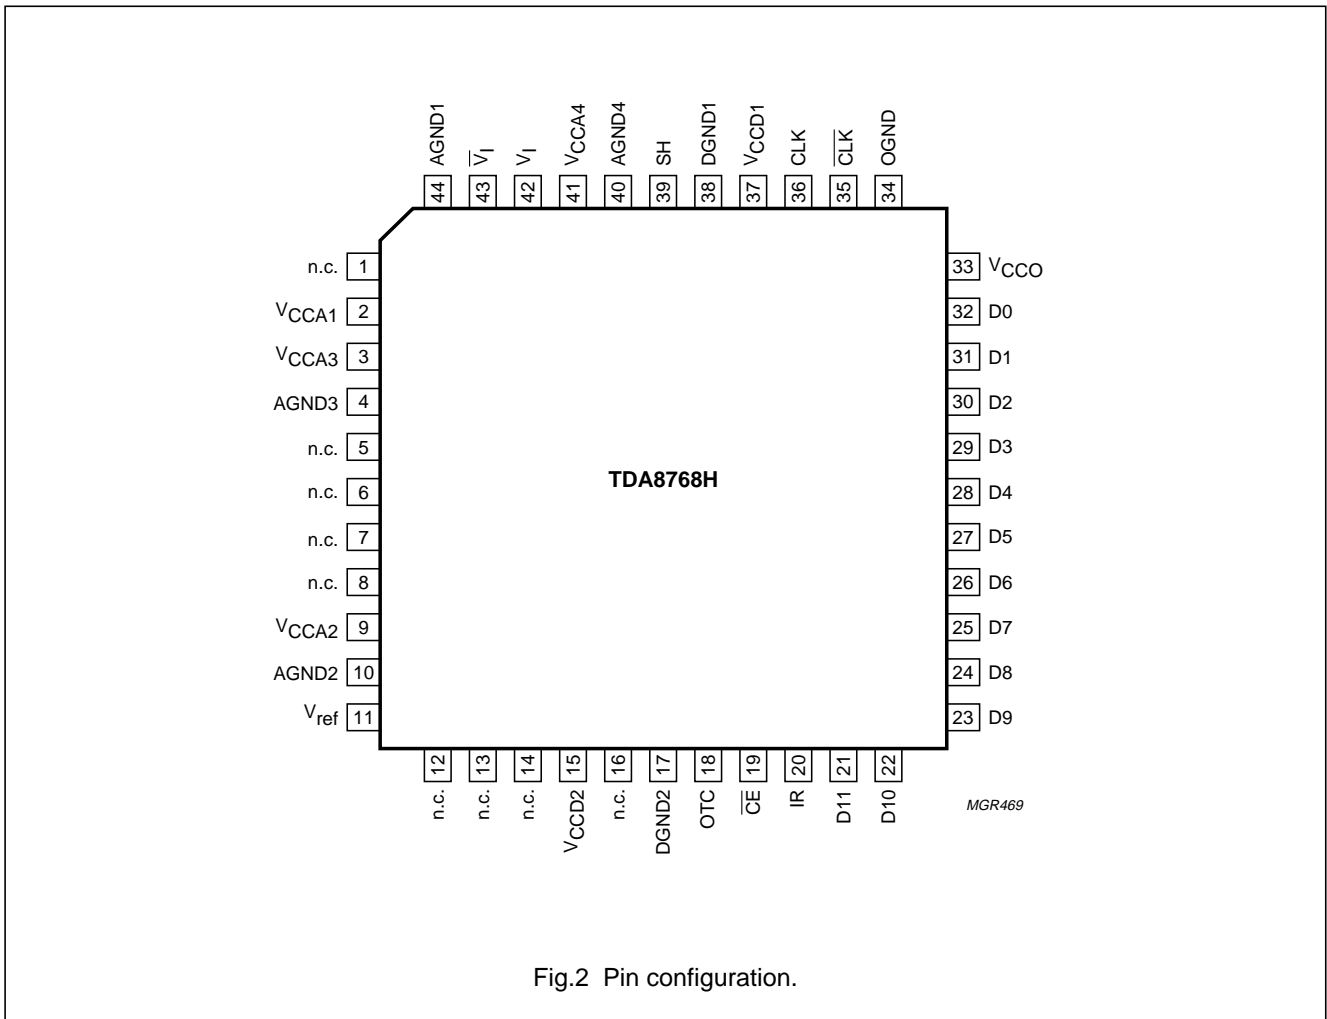 AGND1
V̅I
VI
VCCA4
AGND4
SH
DGND1
VCCD1
CLK
C̅L̅K̅
OGND
44 43 42 41 40 39 38 37 36 35 34
n.c. 1
VCCA1 2
VCCA3 3
AGND3 4
n.c. 5
n.c. 6
n.c. 7
n.c. 8
VCCA2 9
AGND2 10
Vref 11
TDA8768H
33 VCCO
32 D0
31 D1
30 D2
29 D3
28 D4
27 D5
26 D6
25 D7
24 D8
23 D9
12 13 14 15 16 17 18 19 20 21 22
n.c.
n.c.
n.c.
VCCD2
n.c.
DGND2
OTC
C̅E̅
IR
D11
D10
MGR469
Fig.2 Pin configuration.